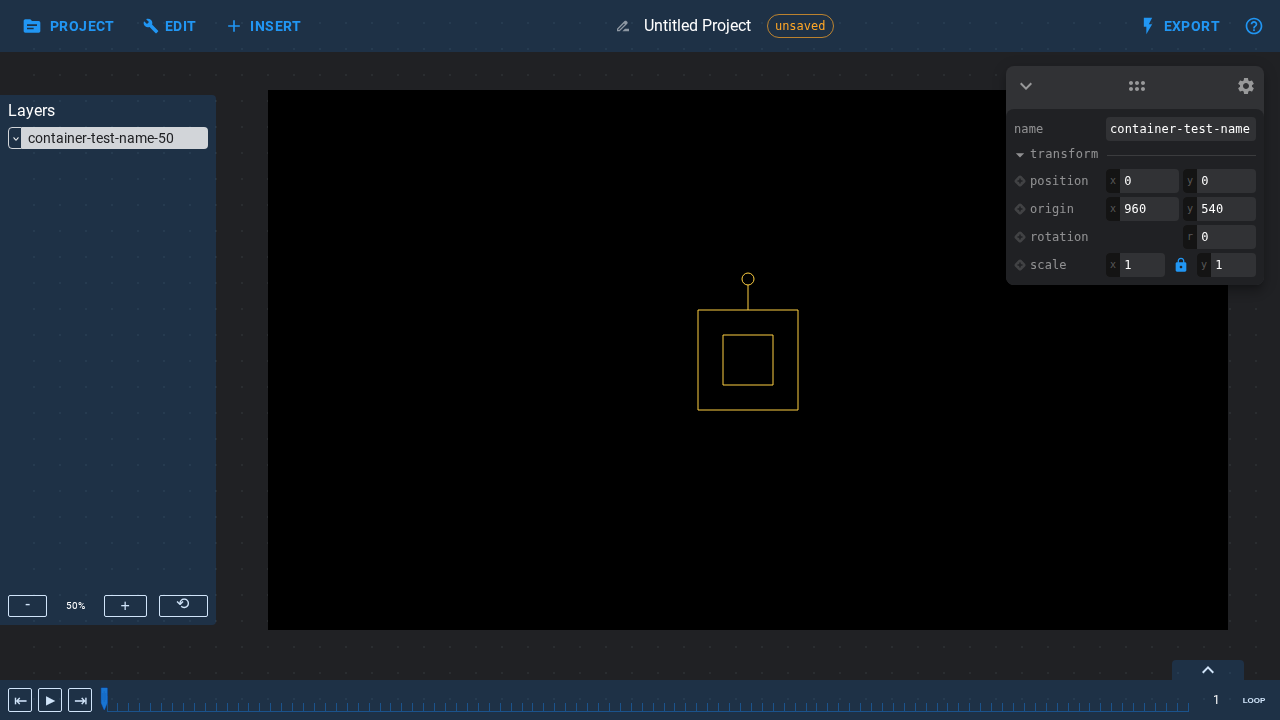 PROJECT EDIT INSERT Untitled Project unsaved EXPORT
Layers
container-test-name-50
name container-test-name
transform
position x 0 y 0
origin x 960 y 540
rotation r 0
scale x 1 y 1
- 50% +
1 LOOP